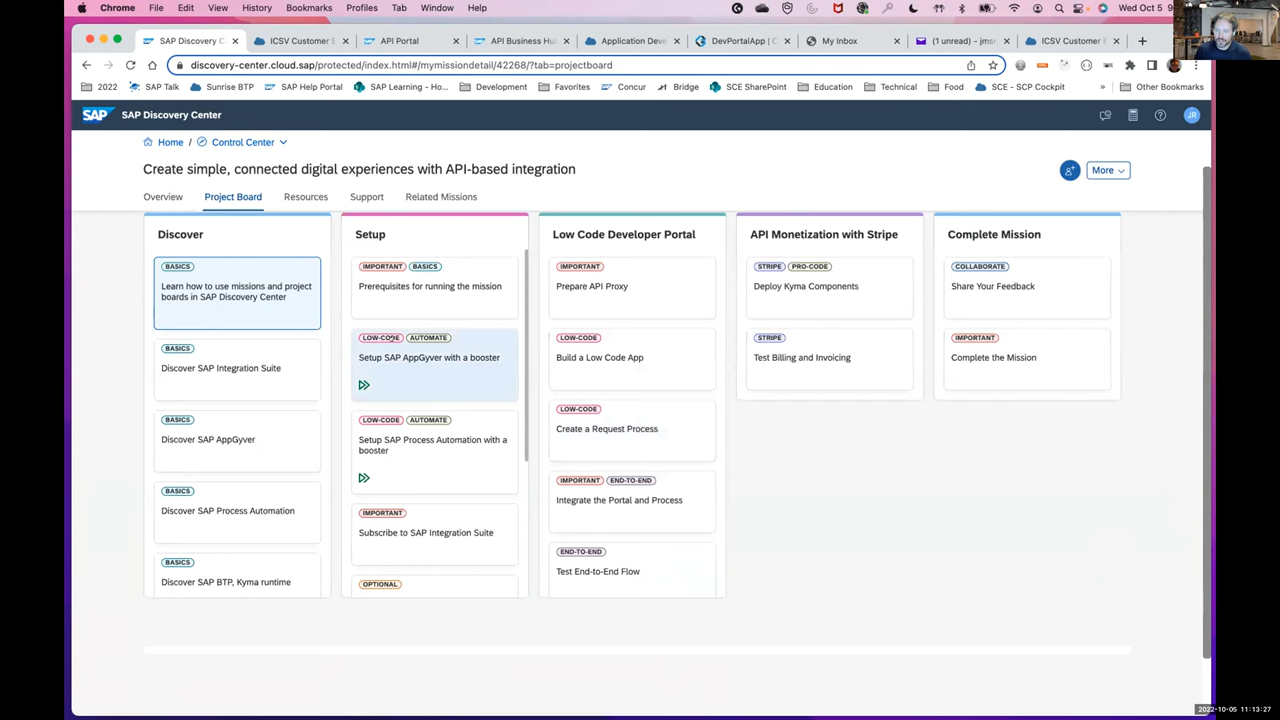 Chrome File Edit View History Bookmarks Profiles Tab Window Help
Wed Oct 5
SAP Discovery C
ICSV Customer E
API Portal
API Business Hu
Application Deve
DevPortalApp | C
My Inbox
(1 unread) - jmsr
ICSV Customer E
discovery-center.cloud.sap/protected/index.html#/mymissiondetail/42268/?tab=projectboard
2022 SAP Talk Sunrise BTP SAP Help Portal SAP Learning - Ho... Development Favorites Concur Bridge SCE SharePoint Education Technical Food SCE - SCP Cockpit Other Bookmarks
SAP SAP Discovery Center
JR
Home / Control Center
Create simple, connected digital experiences with API-based integration
More
Overview Project Board Resources Support Related Missions
Discover
BASICS
Learn how to use missions and project
boards in SAP Discovery Center
BASICS
Discover SAP Integration Suite
BASICS
Discover SAP AppGyver
BASICS
Discover SAP Process Automation
BASICS
Discover SAP BTP, Kyma runtime
Setup
IMPORTANT BASICS
Prerequisites for running the mission
LOW-CODE AUTOMATE
Setup SAP AppGyver with a booster
LOW-CODE AUTOMATE
Setup SAP Process Automation with a
booster
IMPORTANT
Subscribe to SAP Integration Suite
OPTIONAL
Low Code Developer Portal
IMPORTANT
Prepare API Proxy
LOW-CODE
Build a Low Code App
LOW-CODE
Create a Request Process
IMPORTANT END-TO-END
Integrate the Portal and Process
END-TO-END
Test End-to-End Flow
API Monetization with Stripe
STRIPE PRO-CODE
Deploy Kyma Components
STRIPE
Test Billing and Invoicing
Complete Mission
COLLABORATE
Share Your Feedback
IMPORTANT
Complete the Mission
2022-10-05 11:13:27